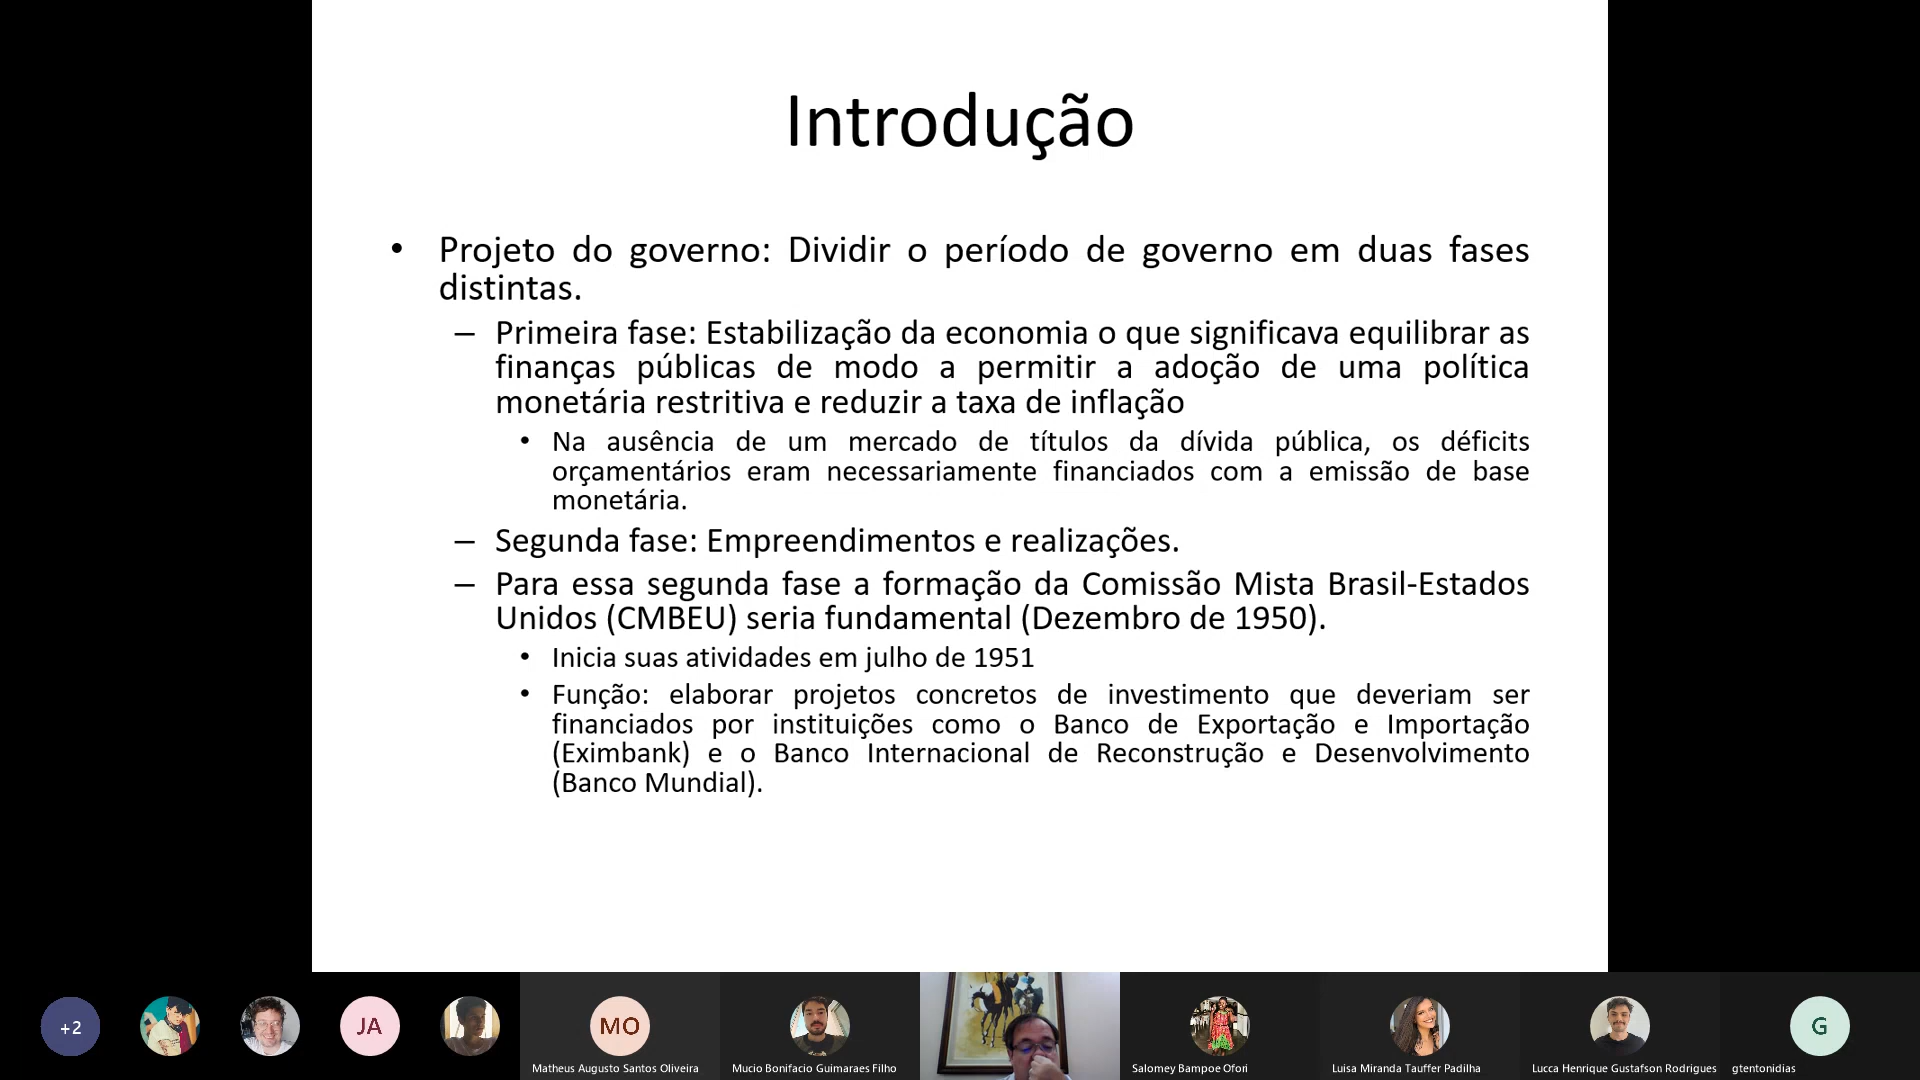 Introdução
• Projeto do governo: Dividir o período de governo em duas fases
distintas.
– Primeira fase: Estabilização da economia o que significava equilibrar as
finanças públicas de modo a permitir a adoção de uma política
monetária restritiva e reduzir a taxa de inflação
• Na ausência de um mercado de títulos da dívida pública, os déficits
orçamentários eram necessariamente financiados com a emissão de base
monetária.
– Segunda fase: Empreendimentos e realizações.
– Para essa segunda fase a formação da Comissão Mista Brasil-Estados
Unidos (CMBEU) seria fundamental (Dezembro de 1950).
• Inicia suas atividades em julho de 1951
• Função: elaborar projetos concretos de investimento que deveriam ser
financiados por instituições como o Banco de Exportação e Importação
(Eximbank) e o Banco Internacional de Reconstrução e Desenvolvimento
(Banco Mundial).
+2
JA
MO
G
Matheus Augusto Santos Oliveira
Mucio Bonifacio Guimaraes Filho
Salomey Bampoe Ofori
Luisa Miranda Tauffer Padilha
Lucca Henrique Gustafson Rodrigues
gtentonidias